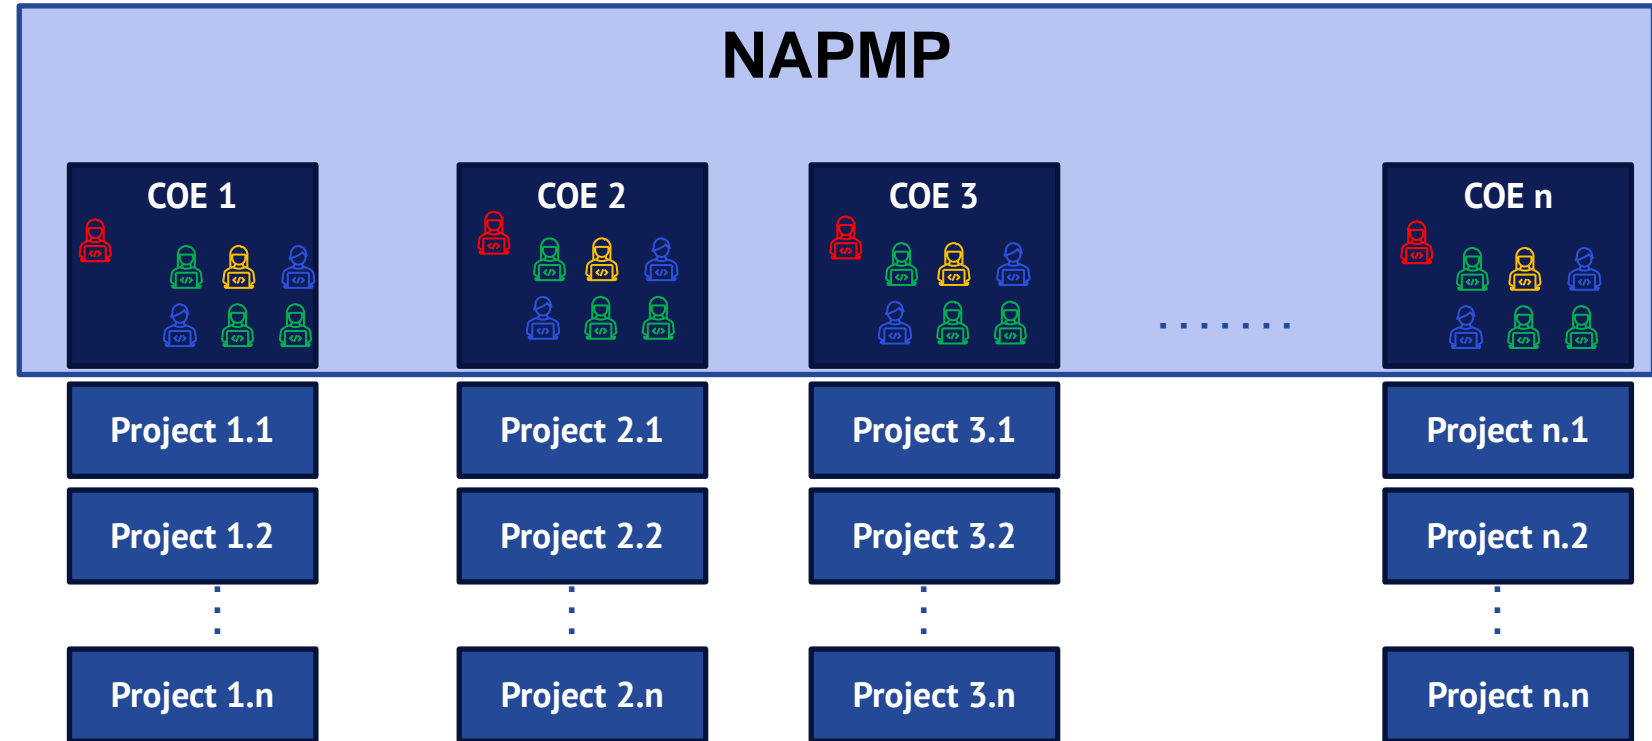 NAPMP
COE 1
COE 2
COE 3
COE n
.......
Project 1.1
Project 2.1
Project 3.1
Project n.1
Project 1.2
Project 2.2
Project 3.2
Project n.2
Project 1.n
Project 2.n
Project 3.n
Project n.n